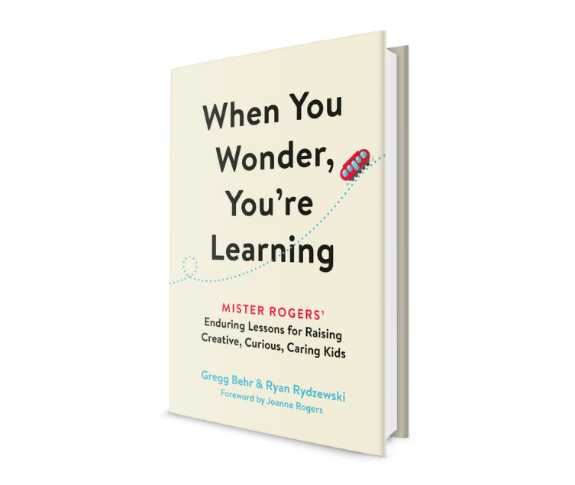 When You
Wonder,
You're
Learning
MISTER ROGERS'
Enduring Lessons for Raising
Creative, Curious, Caring Kids
Gregg Behr & Ryan Rydzewski
Foreword by Joanne Rogers